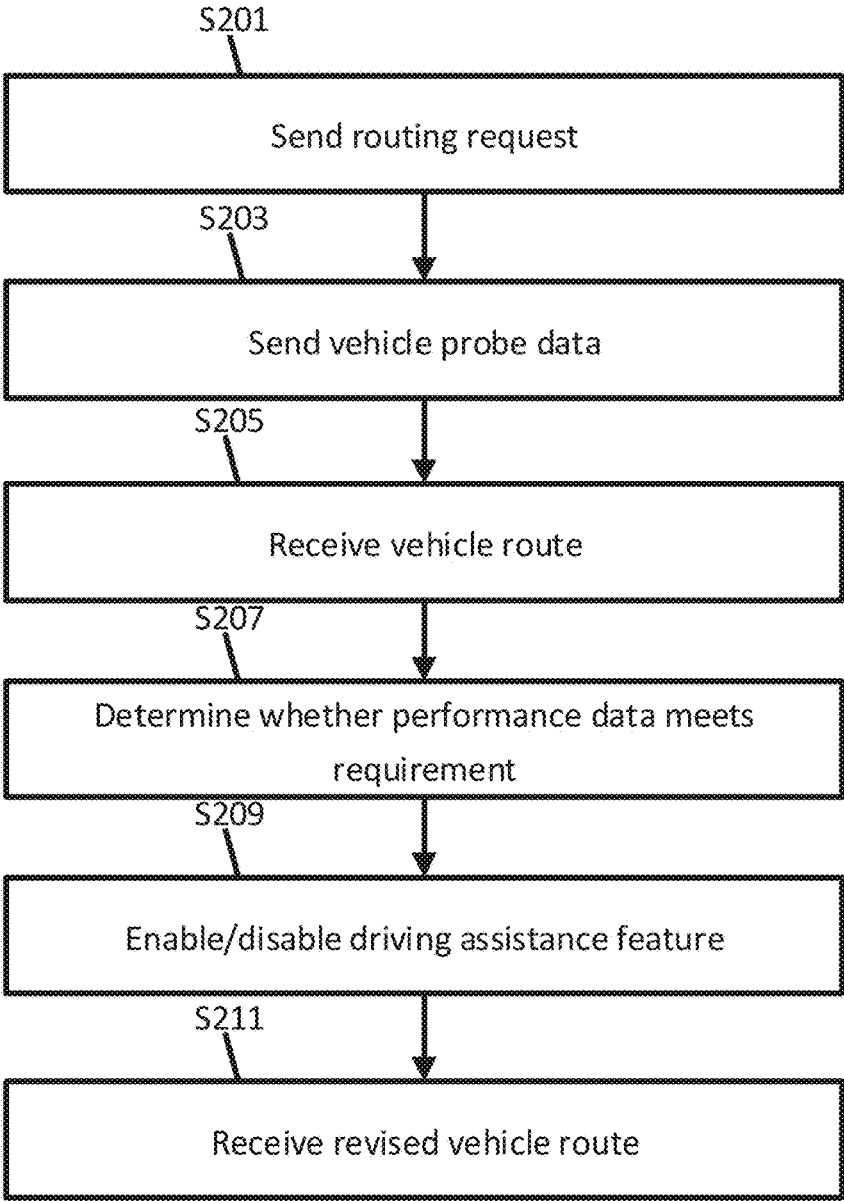 S201
Send routing request
S203
Send vehicle probe data
S205
Receive vehicle route
S207
Determine whether performance data meets
requirement
S209
Enable/disable driving assistance feature
S211
Receive revised vehicle route